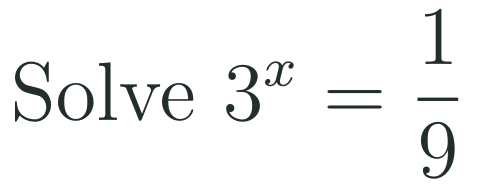 Solve 3^x = 1/9